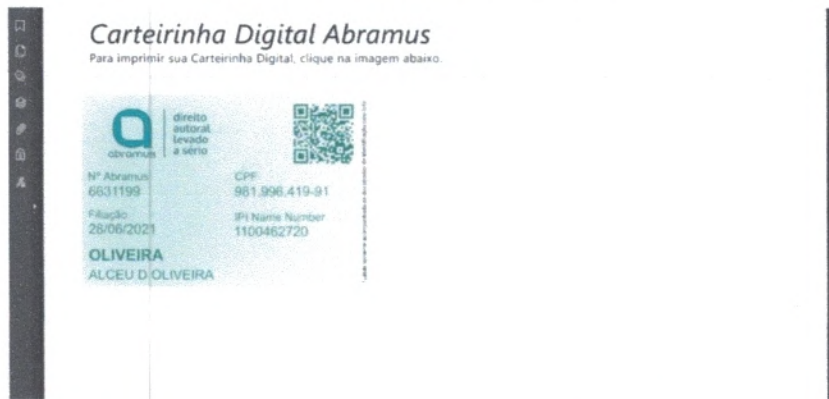 Carteirinha Digital Abramus
Para imprimir sua Carteirinha Digital, clique na imagem abaixo.
abramus
direito
autoral
levado
a sério
Nº Abramus
6631199
CPF
981.996.419-91
Filiação
28/06/2021
IPI Name Number
1100462720
OLIVEIRA
ALCEU D OLIVEIRA